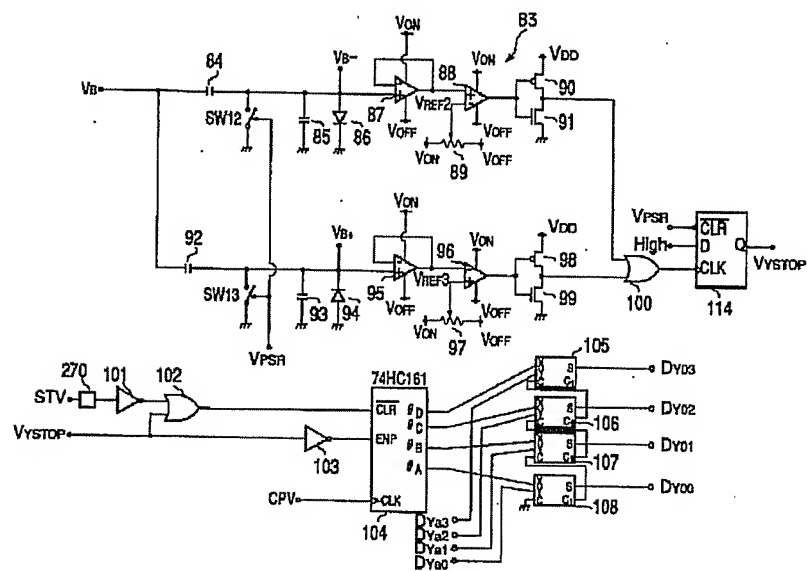 B3
84
VB
SW12
85
VB-
86
VON
87
VOFF
VREF2
88
VON
VOFF
VON
VOFF
89
VDD
90
91
92
SW13
93
VB+
94
VON
95
VOFF
VREF3
96
VON
VOFF
VON
VOFF
97
VDD
98
99
100
VPSR
High
CLR
D
Q
CLK
114
VYSTOP
VPSR
270
101
102
STV
VYSTOP
103
CPV
74HC161
CLR
ENP
CLK
D
C
B
A
104
DYa3
DYa2
DYa1
DYa0
105
S
DY03
106
S
DY02
107
S
DY01
108
S
DY00